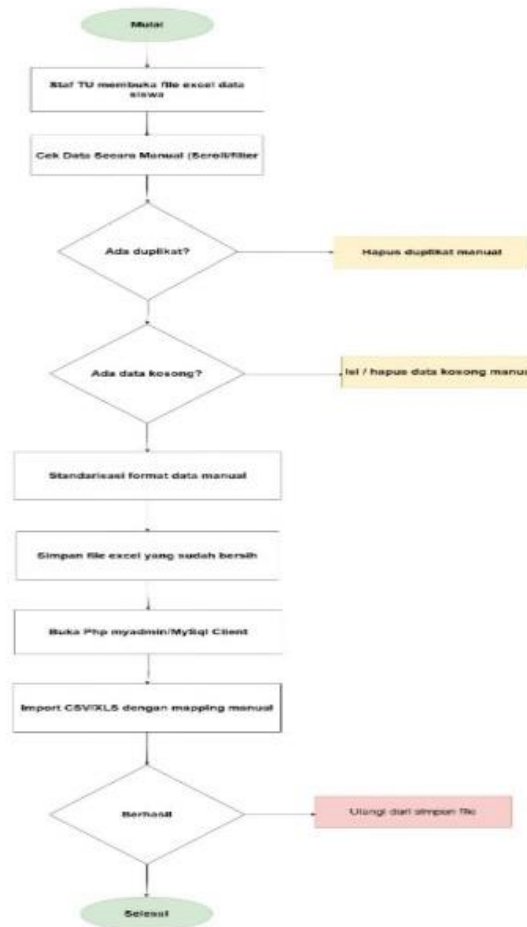 Mulai
Staf TU membuka file excel data
siswa
Cek Data Secara Manual (Scroll/filter
Ada duplikat?
Hapus duplikat manual
Ada data kosong?
Isi / hapus data kosong manual
Standarisasi format data manual
Simpan file excel yang sudah bersih
Buka Php myadmin/MySql Client
Import CSV/XLS dengan mapping manual
Berhasil
Ulangi dari simpan file
Selesai